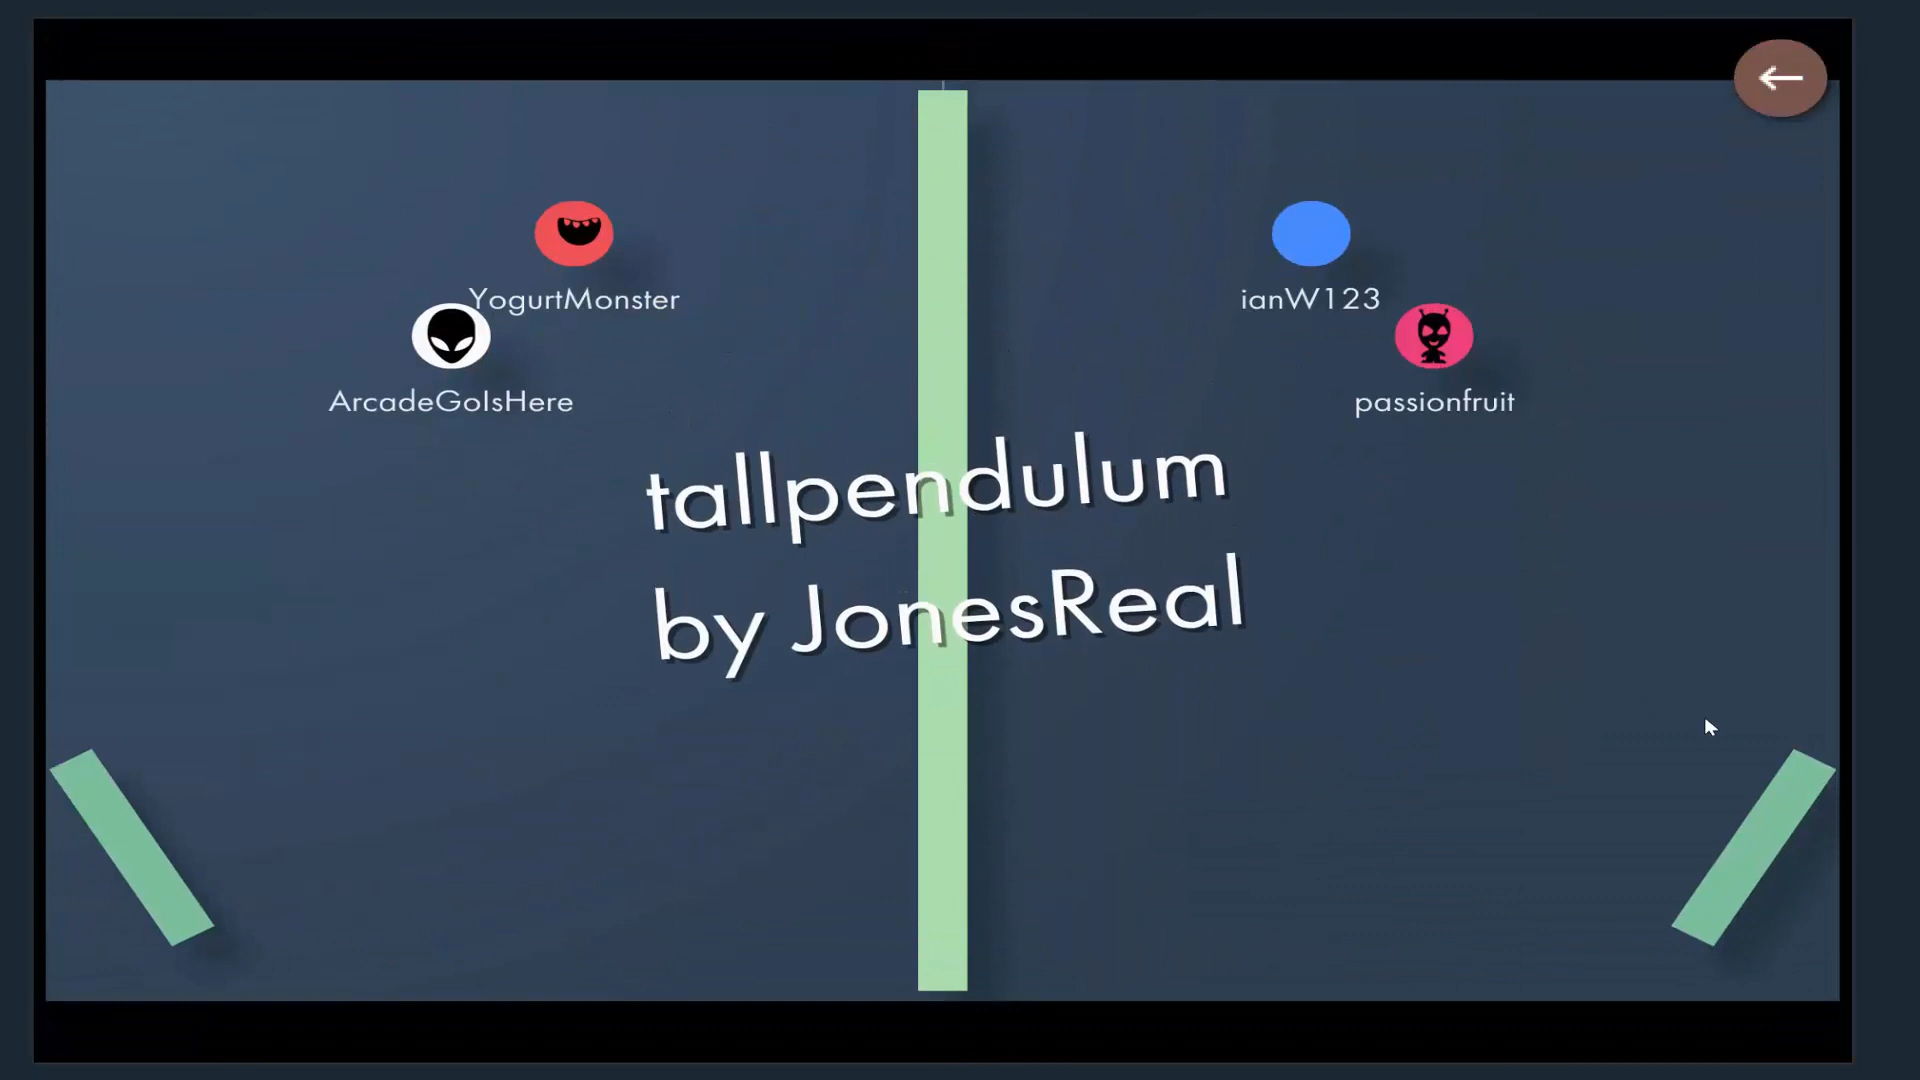 YogurtMonster
ianW123
ArcadeGoIsHere
passionfruit
tallpendulum
by JonesReal